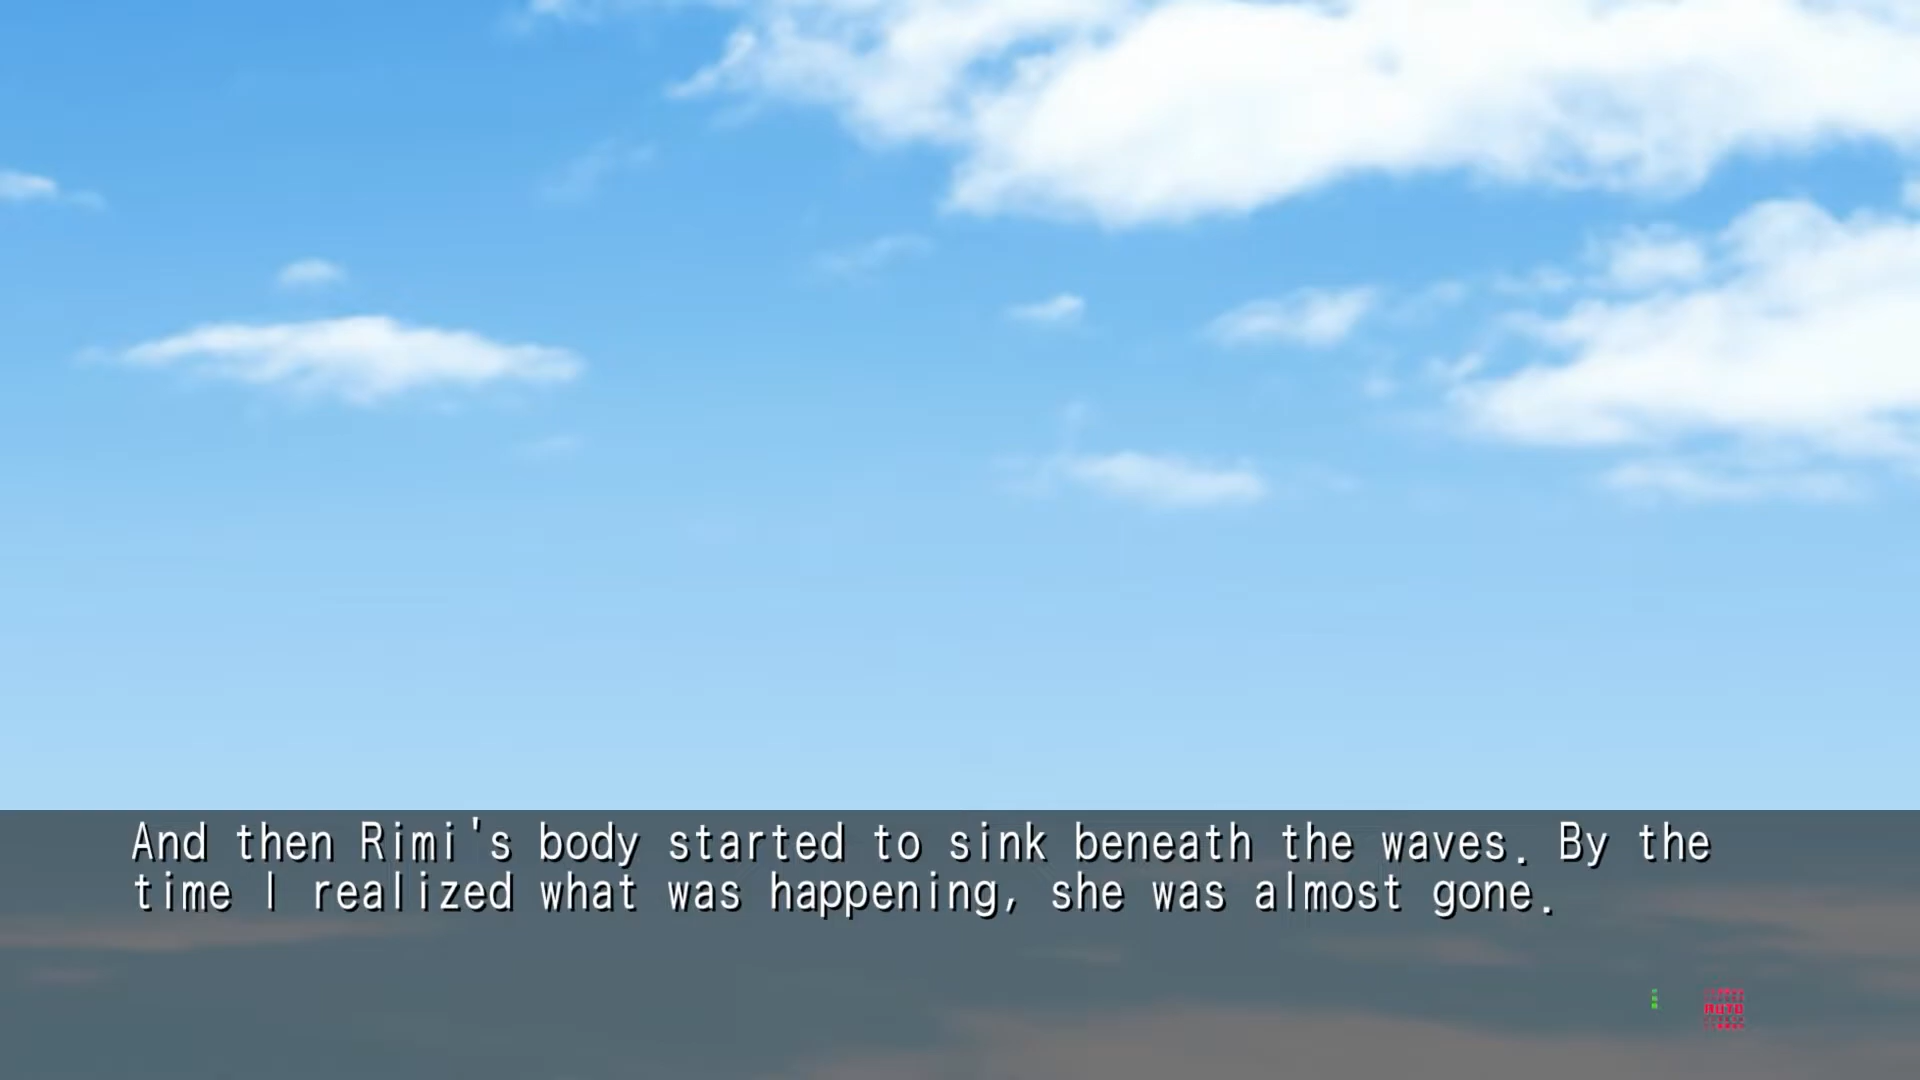 And then Rimi's body started to sink beneath the waves. By the
time I realized what was happening, she was almost gone.
AUTO